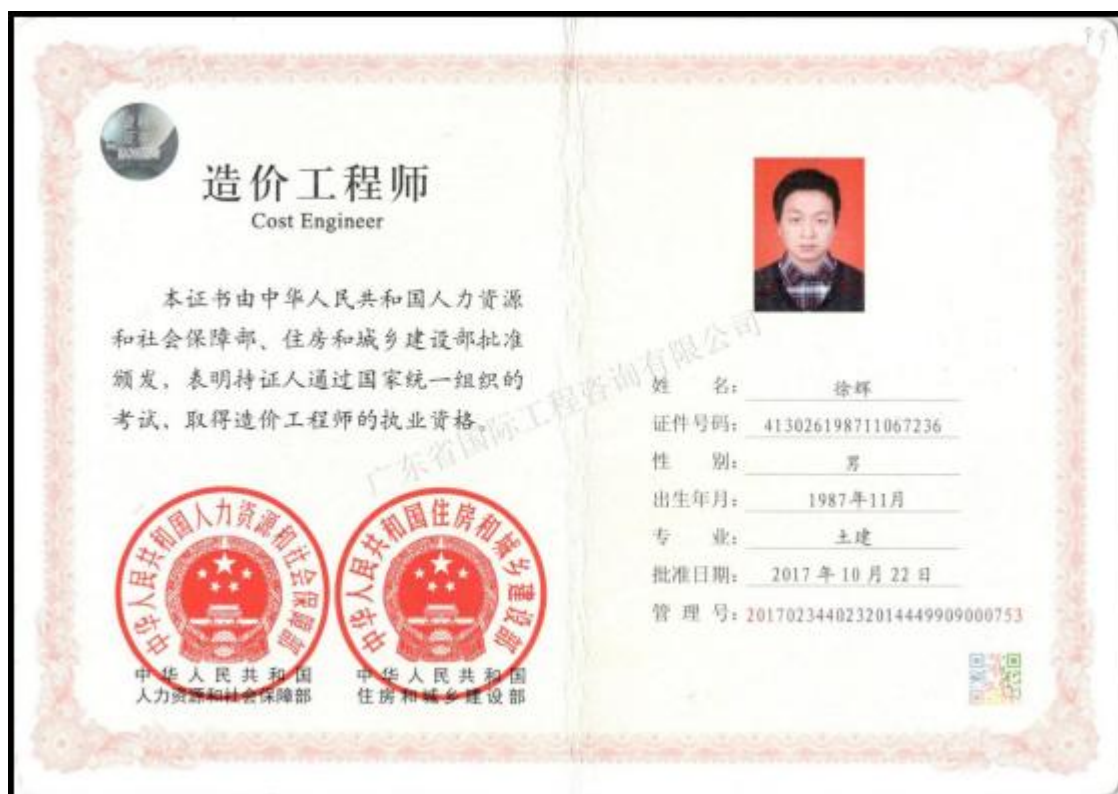 造价工程师
Cost Engineer
本证书由中华人民共和国人力资源
和社会保障部、住房和城乡建设部批准
颁发，表明持证人通过国家统一组织的
考试、取得造价工程师的执业资格。
中华人民共和国人力资源和社会保障部
中华人民共和国住房和城乡建设部
中华人民共和国
人力资源和社会保障部
中华人民共和国
住房和城乡建设部
广东省国际工程咨询有限公司
姓 名: 徐辉
证件号码: 413026198711067236
性 别: 男
出生年月: 1987年11月
专 业: 土建
批准日期: 2017年10月22日
管 理 号: 2017023440232014449909000753